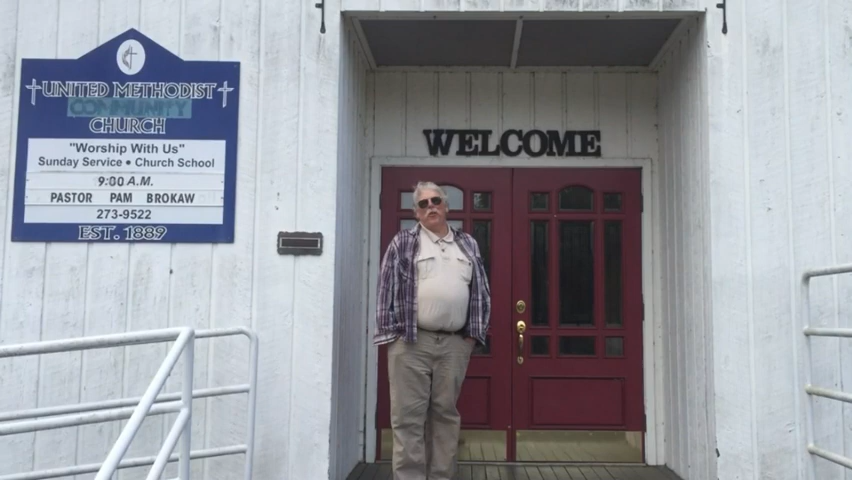 UNITED METHODIST
COMMUNITY
CHURCH
"Worship With Us"
Sunday Service • Church School
9:00 A.M.
PASTOR PAM BROKAW
273-9522
EST. 1889
WELCOME